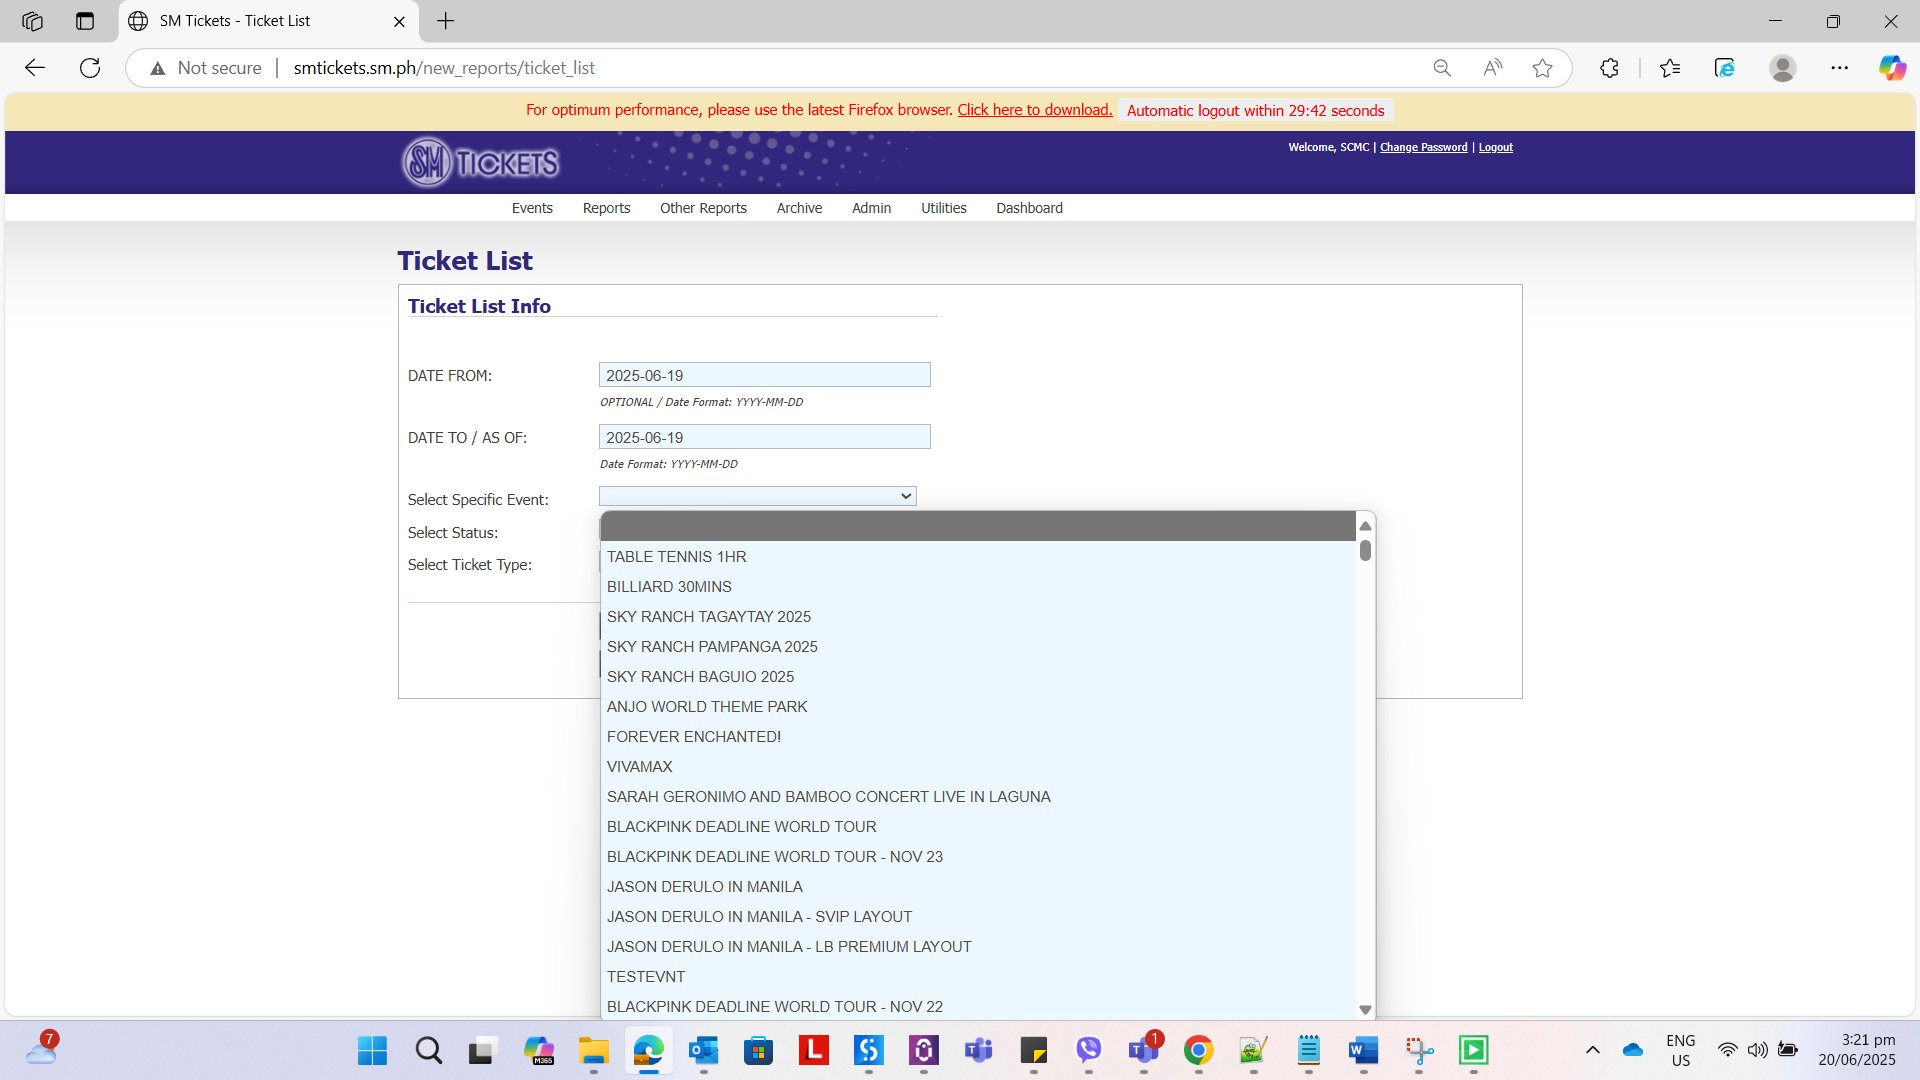 SM Tickets - Ticket List
Not secure
smtickets.sm.ph/new_reports/ticket_list
For optimum performance, please use the latest Firefox browser. Click here to download. Automatic logout within 29:42 seconds
SM TICKETS
Welcome, SCMC | Change Password | Logout
Events Reports Other Reports Archive Admin Utilities Dashboard
Ticket List
Ticket List Info
DATE FROM: 2025-06-19
OPTIONAL / Date Format: YYYY-MM-DD
DATE TO / AS OF: 2025-06-19
Date Format: YYYY-MM-DD
Select Specific Event:
Select Status:
Select Ticket Type:
TABLE TENNIS 1HR
BILLIARD 30MINS
SKY RANCH TAGAYTAY 2025
SKY RANCH PAMPANGA 2025
SKY RANCH BAGUIO 2025
ANJO WORLD THEME PARK
FOREVER ENCHANTED!
VIVAMAX
SARAH GERONIMO AND BAMBOO CONCERT LIVE IN LAGUNA
BLACKPINK DEADLINE WORLD TOUR
BLACKPINK DEADLINE WORLD TOUR - NOV 23
JASON DERULO IN MANILA
JASON DERULO IN MANILA - SVIP LAYOUT
JASON DERULO IN MANILA - LB PREMIUM LAYOUT
TESTEVNT
BLACKPINK DEADLINE WORLD TOUR - NOV 22
7
M365
L
1
ENG
US
3:21 pm
20/06/2025